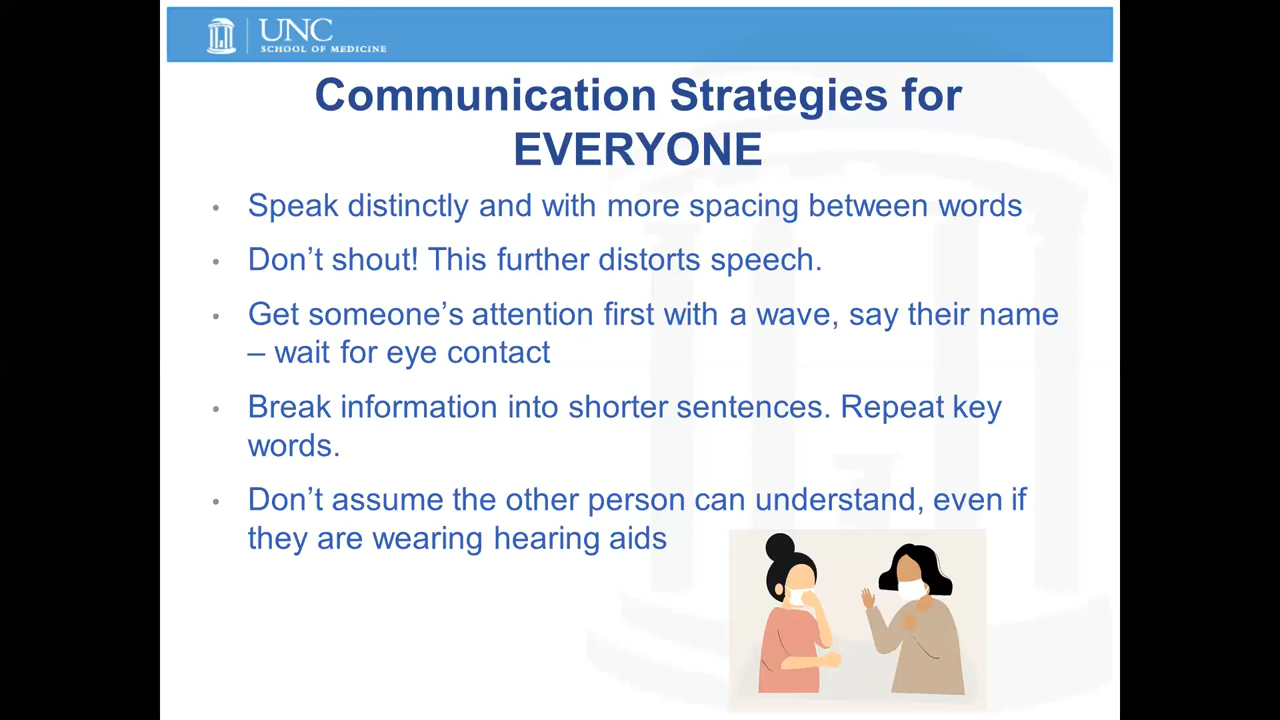 UNC
SCHOOL OF MEDICINE
Communication Strategies for
EVERYONE
• Speak distinctly and with more spacing between words
• Don’t shout! This further distorts speech.
• Get someone’s attention first with a wave, say their name
– wait for eye contact
• Break information into shorter sentences. Repeat key
words.
• Don’t assume the other person can understand, even if
they are wearing hearing aids